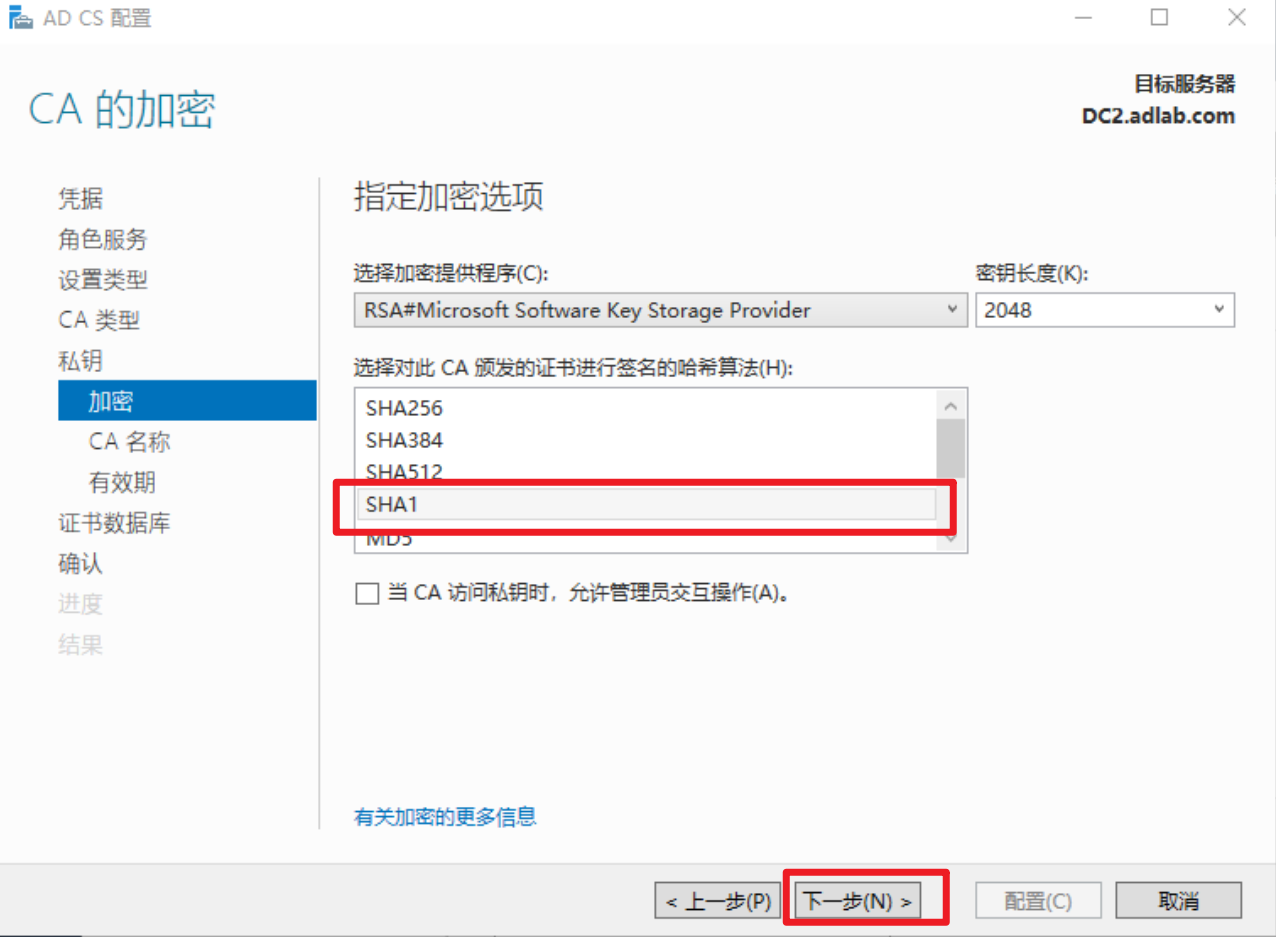 AD CS 配置
CA 的加密
目标服务器
DC2.adlab.com
凭据
角色服务
设置类型
CA 类型
私钥
加密
CA 名称
有效期
证书数据库
确认
进度
结果
指定加密选项
选择加密提供程序(C):
密钥长度(K):
RSA#Microsoft Software Key Storage Provider
2048
选择对此 CA 颁发的证书进行签名的哈希算法(H):
SHA256
SHA384
SHA512
SHA1
MD5
当 CA 访问私钥时，允许管理员交互操作(A)。
有关加密的更多信息
< 上一步(P)
下一步(N) >
配置(C)
取消